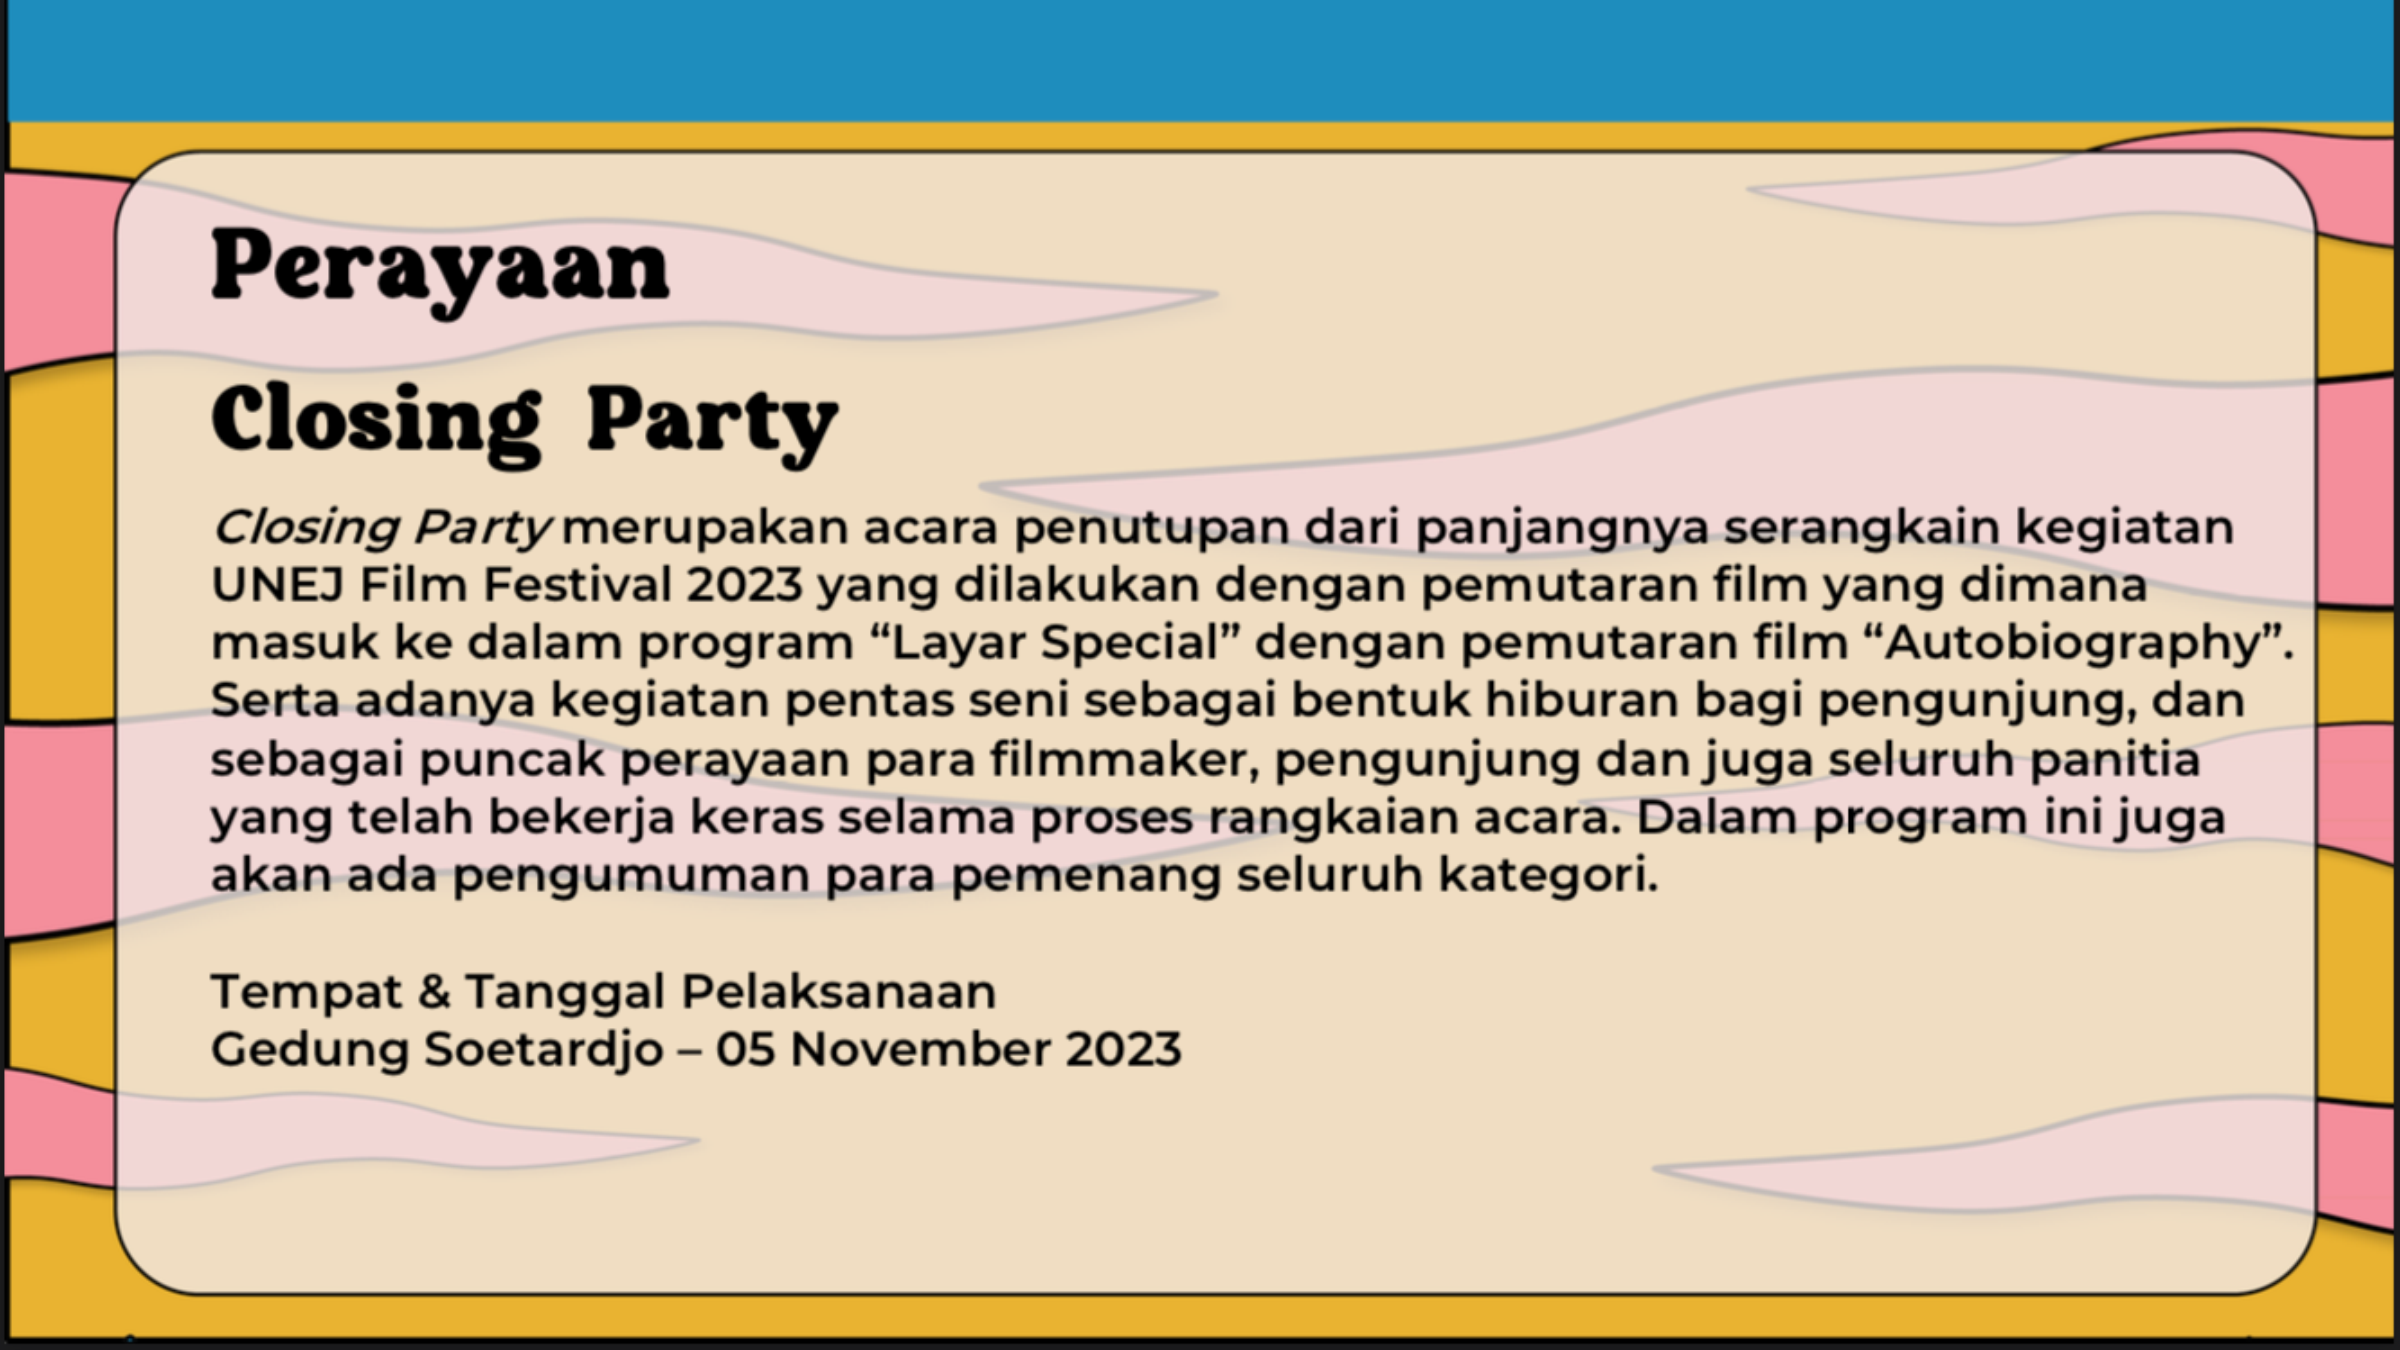 Perayaan
Closing Party
Closing Party merupakan acara penutupan dari panjangnya serangkain kegiatan
UNEJ Film Festival 2023 yang dilakukan dengan pemutaran film yang dimana
masuk ke dalam program “Layar Special” dengan pemutaran film “Autobiography”.
Serta adanya kegiatan pentas seni sebagai bentuk hiburan bagi pengunjung, dan
sebagai puncak perayaan para filmmaker, pengunjung dan juga seluruh panitia
yang telah bekerja keras selama proses rangkaian acara. Dalam program ini juga
akan ada pengumuman para pemenang seluruh kategori.
Tempat & Tanggal Pelaksanaan
Gedung Soetardjo – 05 November 2023